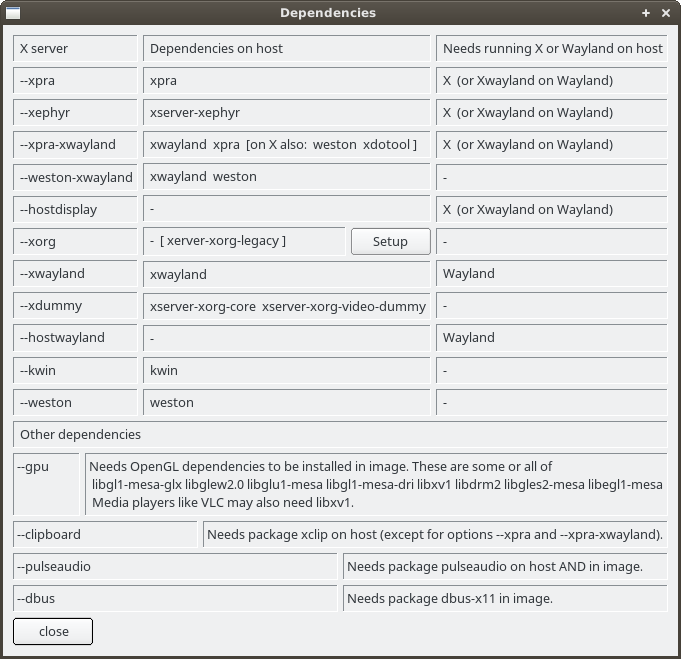 Dependencies
X server Dependencies on host Needs running X or Wayland on host
--xpra xpra X (or Xwayland on Wayland)
--xephyr xserver-xephyr X (or Xwayland on Wayland)
--xpra-xwayland xwayland xpra [on X also: weston xdotool ] X (or Xwayland on Wayland)
--weston-xwayland xwayland weston -
--hostdisplay - X (or Xwayland on Wayland)
--xorg - [ xerver-xorg-legacy ] Setup -
--xwayland xwayland Wayland
--xdummy xserver-xorg-core xserver-xorg-video-dummy -
--hostwayland - Wayland
--kwin kwin -
--weston weston -
Other dependencies
--gpu Needs OpenGL dependencies to be installed in image. These are some or all of
libgl1-mesa-glx libglew2.0 libglu1-mesa libgl1-mesa-dri libxv1 libdrm2 libgles2-mesa libegl1-mesa
Media players like VLC may also need libxv1.
--clipboard Needs package xclip on host (except for options --xpra and --xpra-xwayland).
--pulseaudio Needs package pulseaudio on host AND in image.
--dbus Needs package dbus-x11 in image.
close